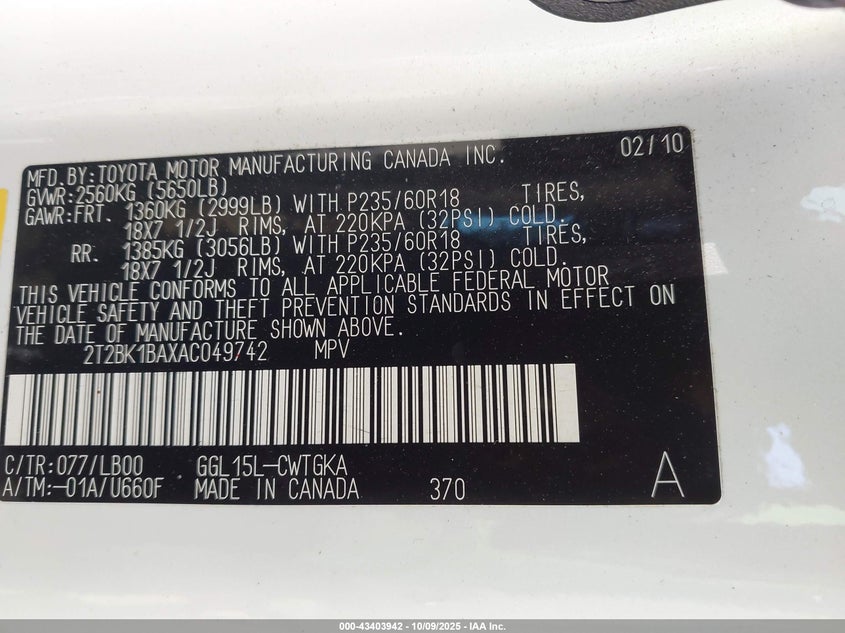 MFD. BY: TOYOTA MOTOR MANUFACTURING CANADA INC. 02/10
GVWR: 2560KG (5650LB)
GAWR: FRT. 1360KG (2999LB) WITH P235/60R18 TIRES,
18X7 1/2J RIMS, AT 220KPA (32PSI) COLD.
RR. 1385KG (3056LB) WITH P235/60R18 TIRES,
18X7 1/2J RIMS, AT 220KPA (32PSI) COLD.
THIS VEHICLE CONFORMS TO ALL APPLICABLE FEDERAL MOTOR
VEHICLE SAFETY AND THEFT PREVENTION STANDARDS IN EFFECT ON
THE DATE OF MANUFACTURE SHOWN ABOVE.
2T2BK1BAXAC049742 MPV
C/TR: 077/LB00 GGL15L-CWTGKA
A/TM: -01A/U660F MADE IN CANADA 370 A
000-43403942 - 10/09/2025 - IAA Inc.